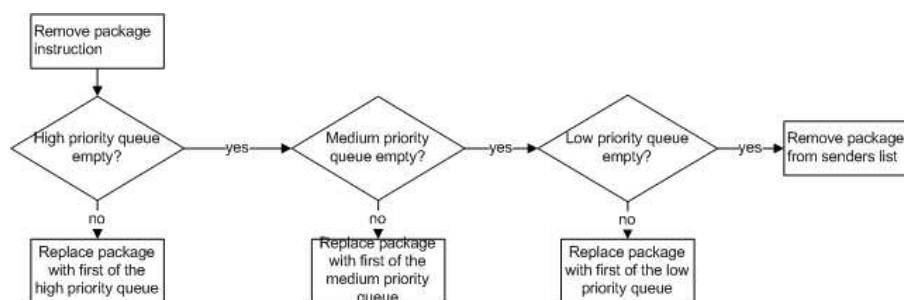 Remove package
instruction
High priority queue
empty?
yes
Medium priority
queue empty?
yes
Low priority queue
empty?
yes
Remove package
from senders list
no
no
no
Replace package
with first of the
high priority queue
Replace package
with first of the
medium priority
queue
Replace package
with first of the low
priority queue